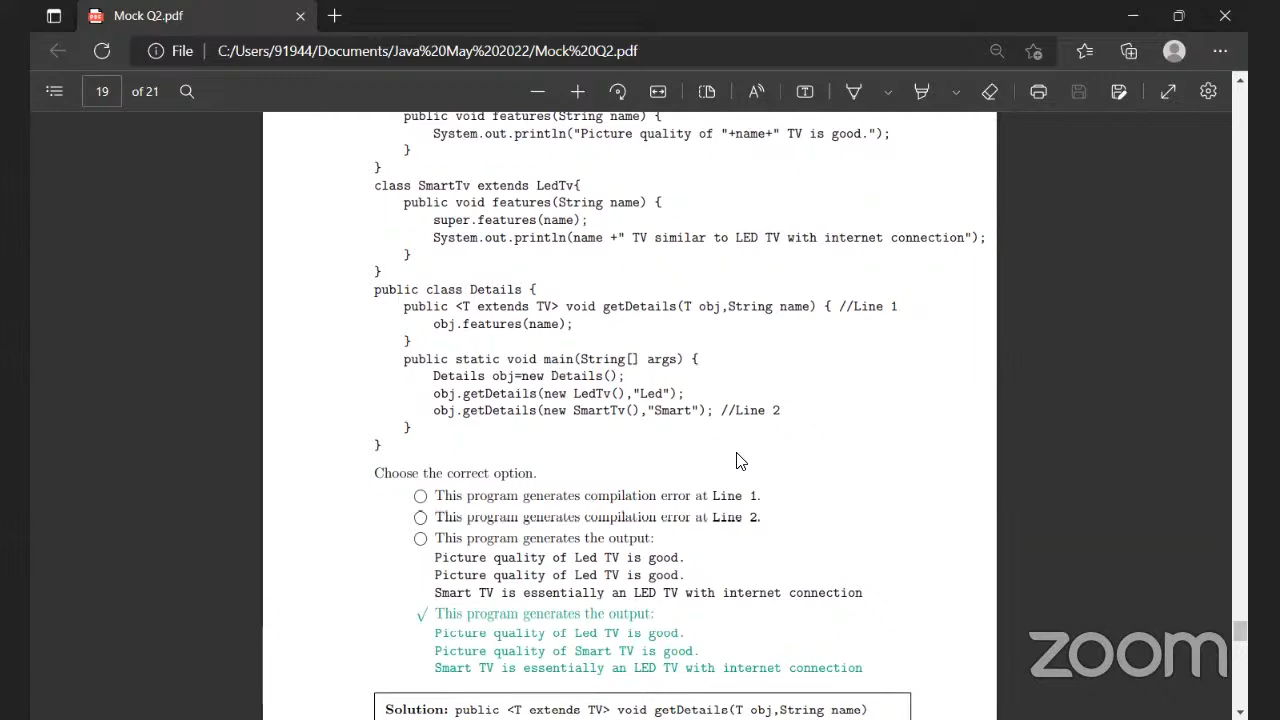 Mock Q2.pdf
File
C:/Users/91944/Documents/Java%20May%202022/Mock%20Q2.pdf
19 of 21
public void features(String name) {
System.out.println("Picture quality of "+name+" TV is good.");
}
}
class SmartTv extends LedTv{
public void features(String name) {
super.features(name);
System.out.println(name +" TV similar to LED TV with internet connection");
}
}
public class Details {
public <T extends TV> void getDetails(T obj,String name) { //Line 1
obj.features(name);
}
public static void main(String[] args) {
Details obj=new Details();
obj.getDetails(new LedTv(),"Led");
obj.getDetails(new SmartTv(),"Smart"); //Line 2
}
}
Choose the correct option.
This program generates compilation error at Line 1.
This program generates compilation error at Line 2.
This program generates the output:
Picture quality of Led TV is good.
Picture quality of Led TV is good.
Smart TV is essentially an LED TV with internet connection
√ This program generates the output:
Picture quality of Led TV is good.
Picture quality of Smart TV is good.
Smart TV is essentially an LED TV with internet connection
Solution: public <T extends TV> void getDetails(T obj,String name)
zoom